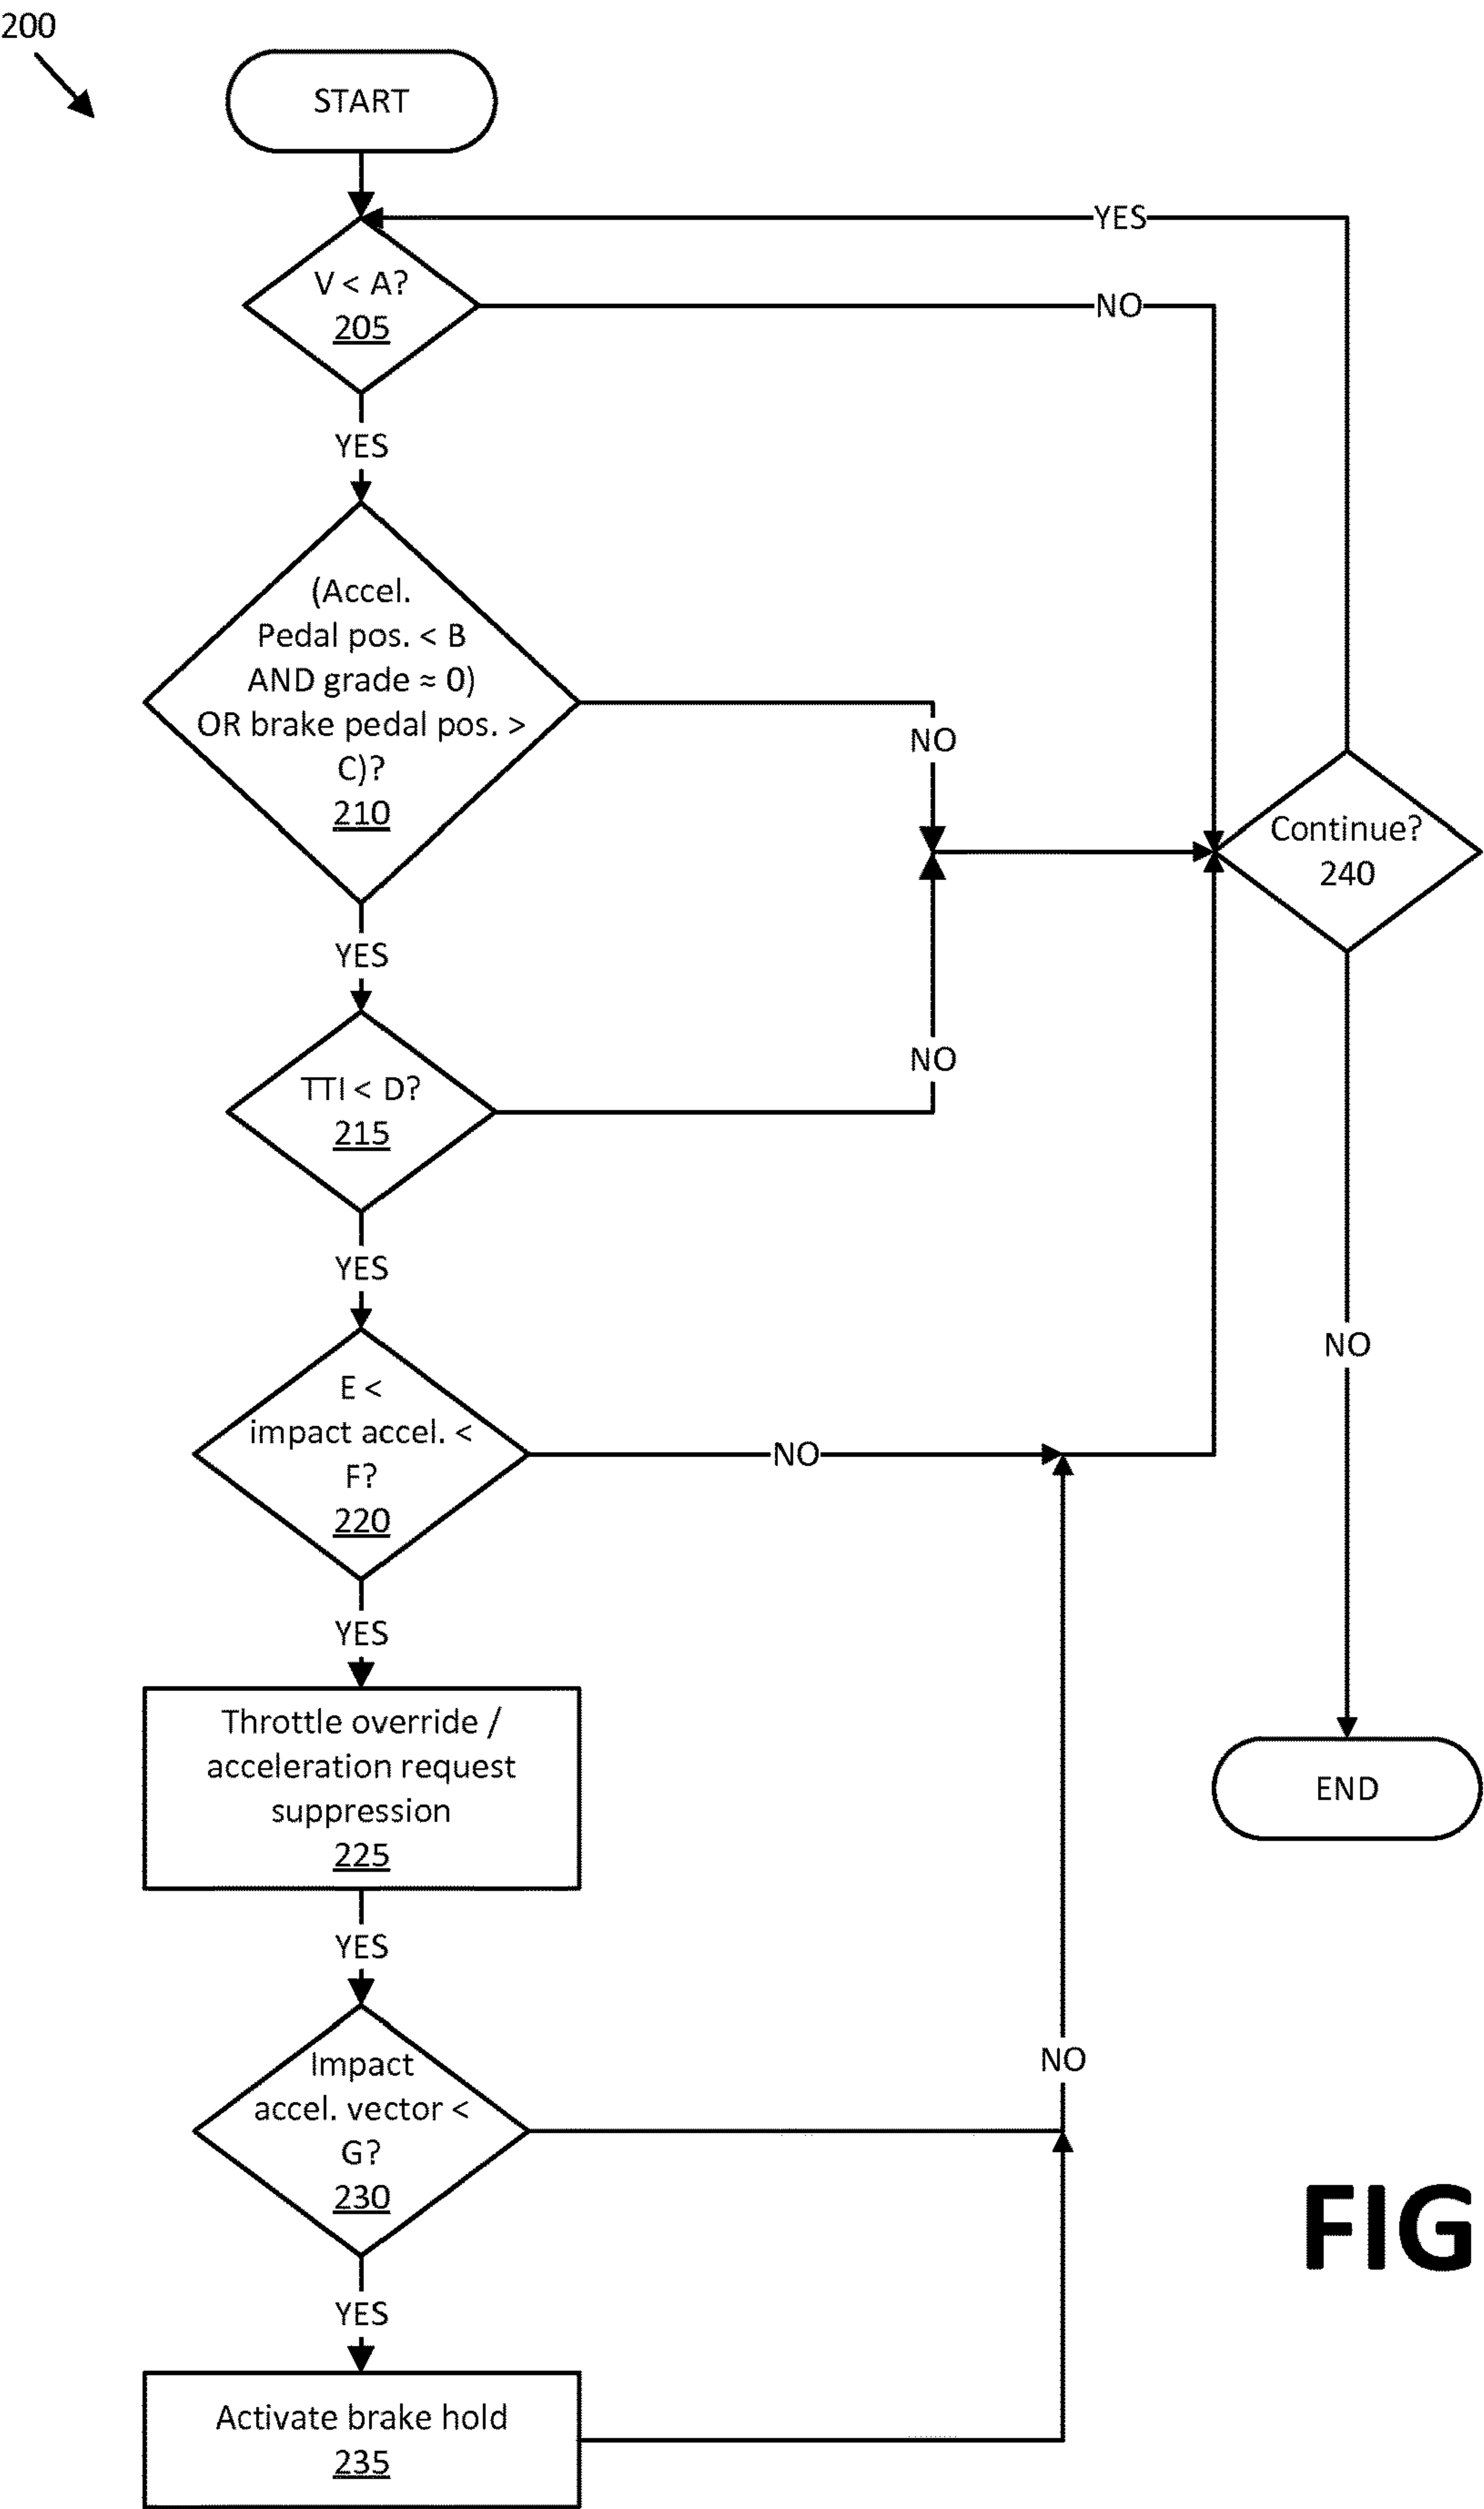 200
START
YES
V < A?
205
NO
YES
(Accel.
Pedal pos. < B
AND grade ≈ 0)
OR brake pedal pos. >
C)?
210
NO
Continue?
240
YES
NO
TTI < D?
215
YES
NO
E <
impact accel. <
F?
220
NO
YES
Throttle override /
acceleration request
suppression
225
END
YES
NO
Impact
accel. vector <
G?
230
FIG
YES
Activate brake hold
235